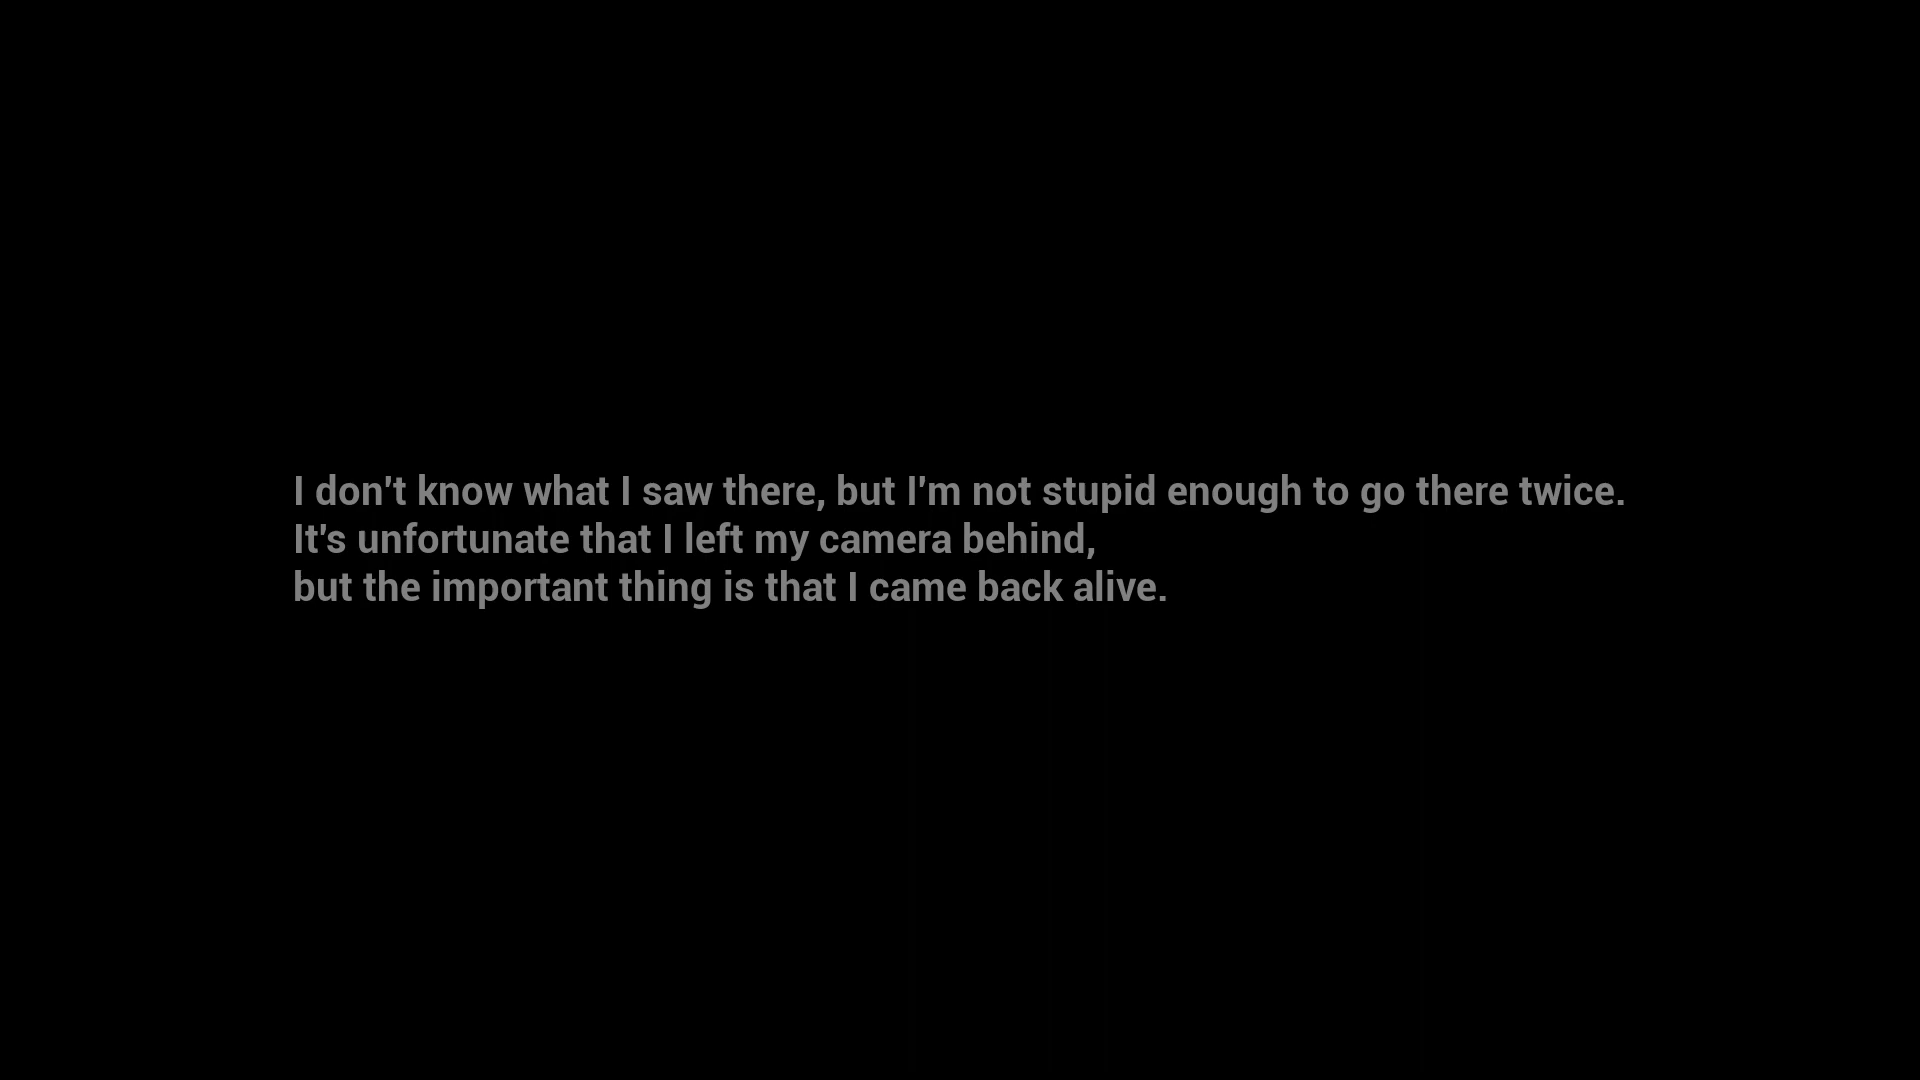 I don't know what I saw there, but I'm not stupid enough to go there twice.
It's unfortunate that I left my camera behind,
but the important thing is that I came back alive.